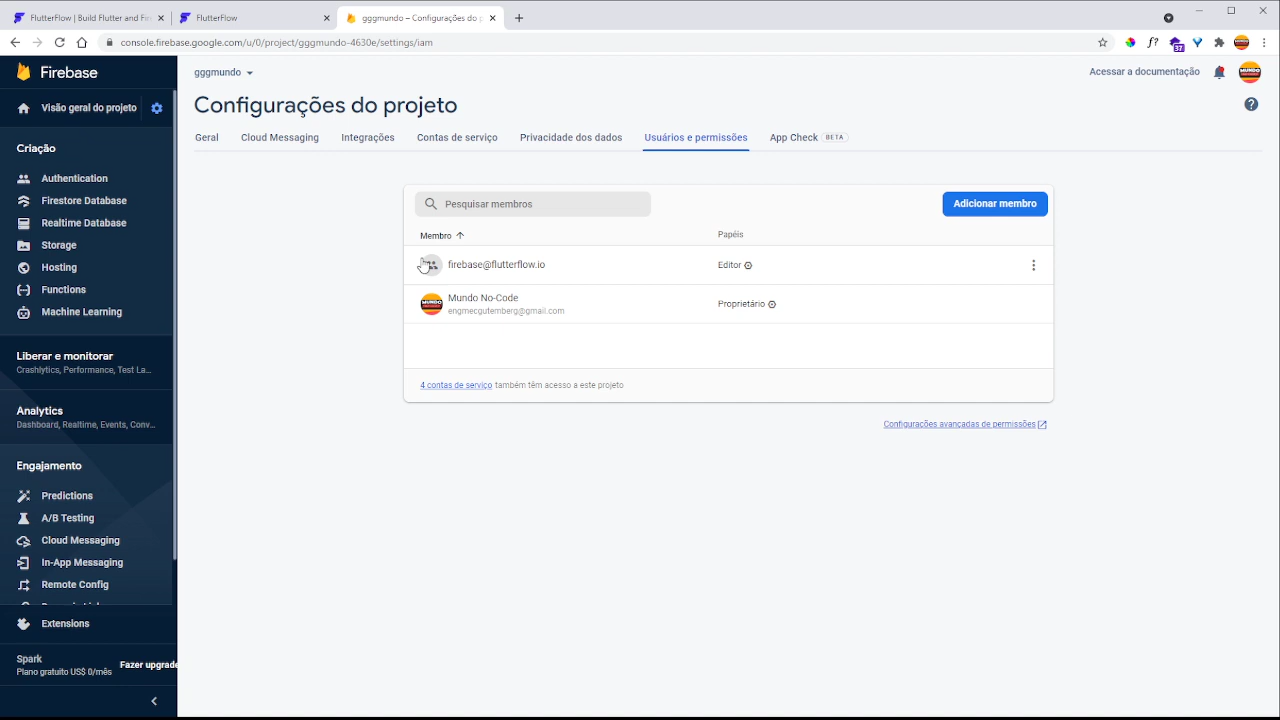 FlutterFlow | Build Flutter and Fi
FlutterFlow
gggmundo – Configurações do p
console.firebase.google.com/u/0/project/gggmundo-4630e/settings/iam
f?
37
Firebase
gggmundo
Acessar a documentação
MUNDO
Visão geral do projeto
Configurações do projeto
Geral
Cloud Messaging
Integrações
Contas de serviço
Privacidade dos dados
Usuários e permissões
App Check BETA
Criação
Authentication
Firestore Database
Realtime Database
Storage
Hosting
Functions
Machine Learning
Pesquisar membros
Adicionar membro
Membro
Papéis
firebase@flutterflow.io
Editor
MUNDO
Mundo No-Code
engmecgutemberg@gmail.com
Proprietário
4 contas de serviço também têm acesso a este projeto
Configurações avançadas de permissões
Liberar e monitorar
Crashlytics, Performance, Test La...
Analytics
Dashboard, Realtime, Events, Conv...
Engajamento
Predictions
A/B Testing
Cloud Messaging
In-App Messaging
Remote Config
Extensions
Spark
Plano gratuito US$ 0/mês
Fazer upgrade